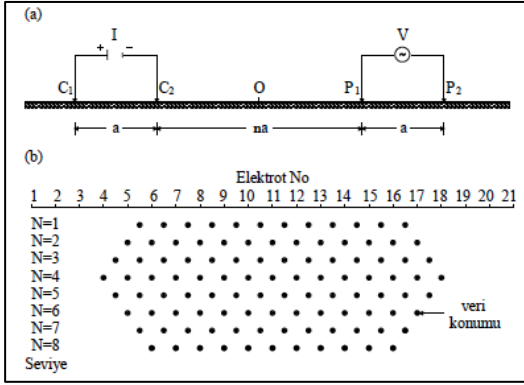 (a)
I
V
+ −
C₁ C₂ O P₁ P₂
a na a
(b)
Elektrot No
1 2 3 4 5 6 7 8 9 10 11 12 13 14 15 16 17 18 19 20 21
N=1
N=2
N=3
N=4
N=5
N=6
N=7
N=8
Seviye
veri
konumu